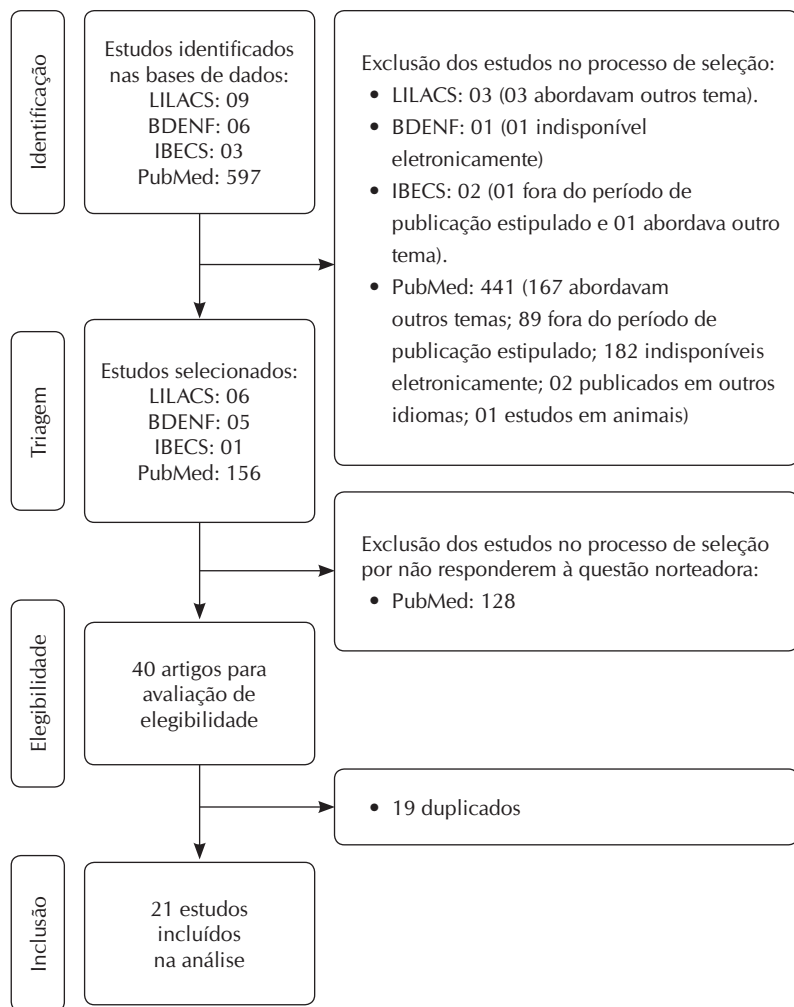 Identificação
Estudos identificados
nas bases de dados:
LILACS: 09
BDENF: 06
IBECS: 03
PubMed: 597
Exclusão dos estudos no processo de seleção:
• LILACS: 03 (03 abordavam outros tema).
• BDENF: 01 (01 indisponível
eletronicamente)
• IBECS: 02 (01 fora do período de
publicação estipulado e 01 abordava outro
tema).
• PubMed: 441 (167 abordavam
outros temas; 89 fora do período de
publicação estipulado; 182 indisponíveis
eletronicamente; 02 publicados em outros
idiomas; 01 estudos em animais)
Triagem
Estudos selecionados:
LILACS: 06
BDENF: 05
IBECS: 01
PubMed: 156
Exclusão dos estudos no processo de seleção
por não responderem à questão norteadora:
• PubMed: 128
Elegibilidade
40 artigos para
avaliação de
elegibilidade
• 19 duplicados
Inclusão
21 estudos
incluídos
na análise